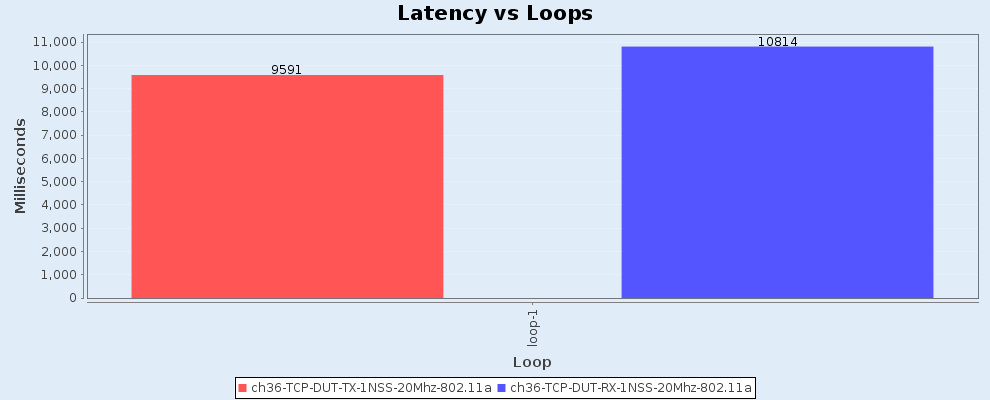 Latency vs Loops
11,000
10,000
9,000
8,000
7,000
6,000
5,000
4,000
3,000
2,000
1,000
0
Milliseconds
9591
10814
loop-1
Loop
ch36-TCP-DUT-TX-1NSS-20Mhz-802.11a ch36-TCP-DUT-RX-1NSS-20Mhz-802.11a